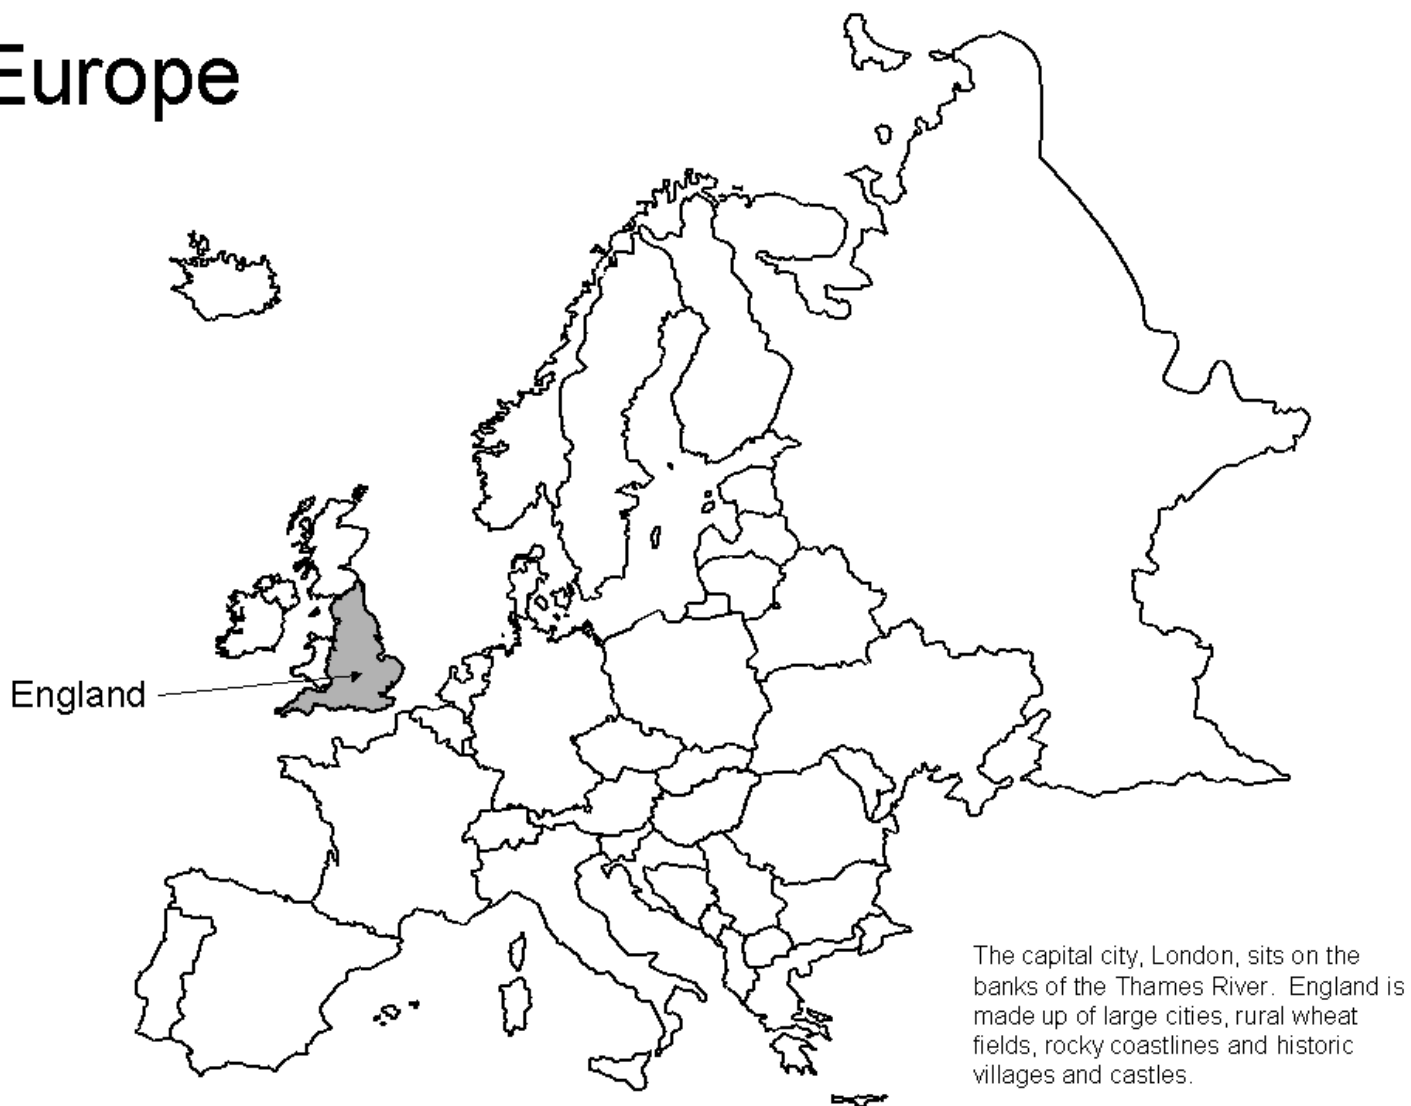 Europe
England
The capital city, London, sits on the
banks of the Thames River.  England is
made up of large cities, rural wheat
fields, rocky coastlines and historic
villages and castles.